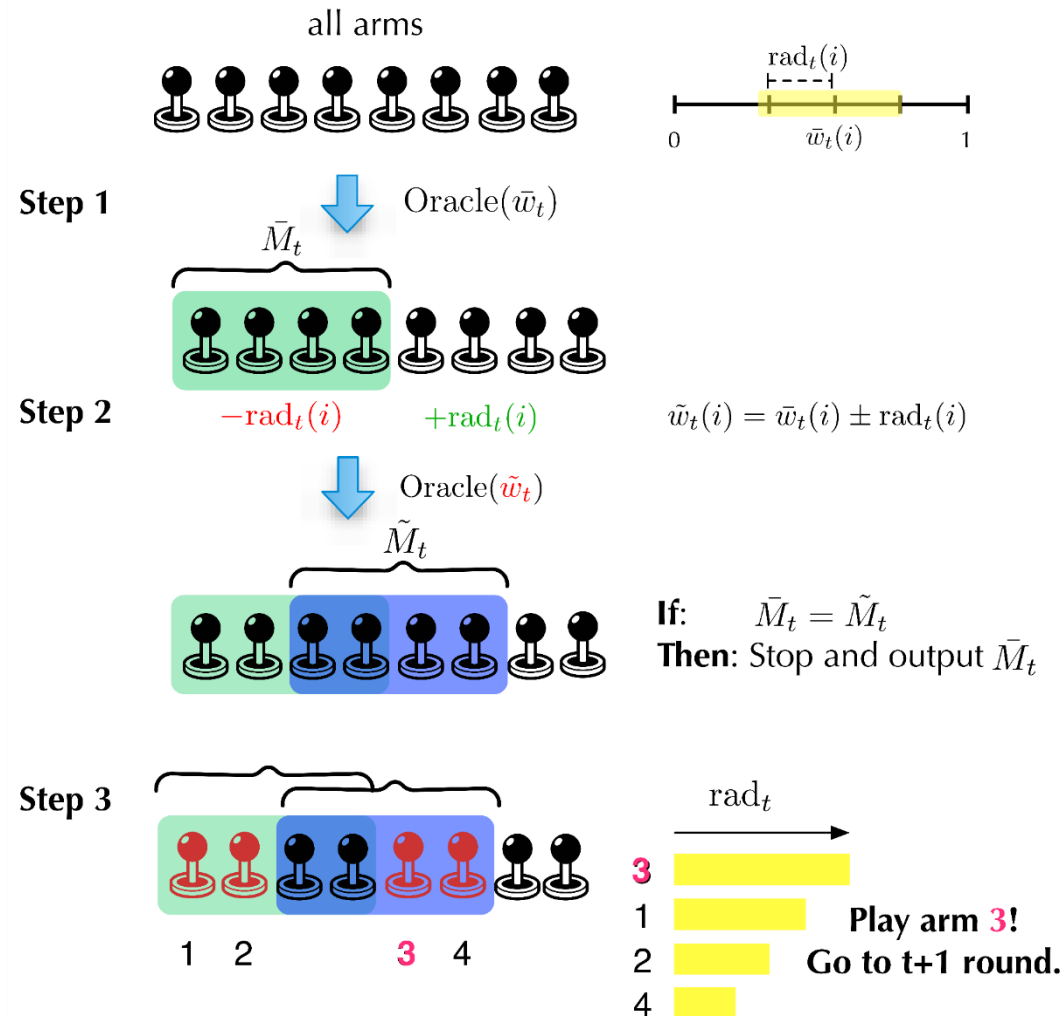 all arms
rad_t(i)
0 w̄_t(i) 1
Step 1 Oracle(w̄_t)
M̄_t
Step 2 −rad_t(i) +rad_t(i) w̃_t(i) = w̄_t(i) ± rad_t(i)
Oracle(w̃_t)
M̃_t
If: M̄_t = M̃_t
Then: Stop and output M̄_t
Step 3
rad_t
3
1
2
4
Play arm 3!
Go to t+1 round.
1 2 3 4